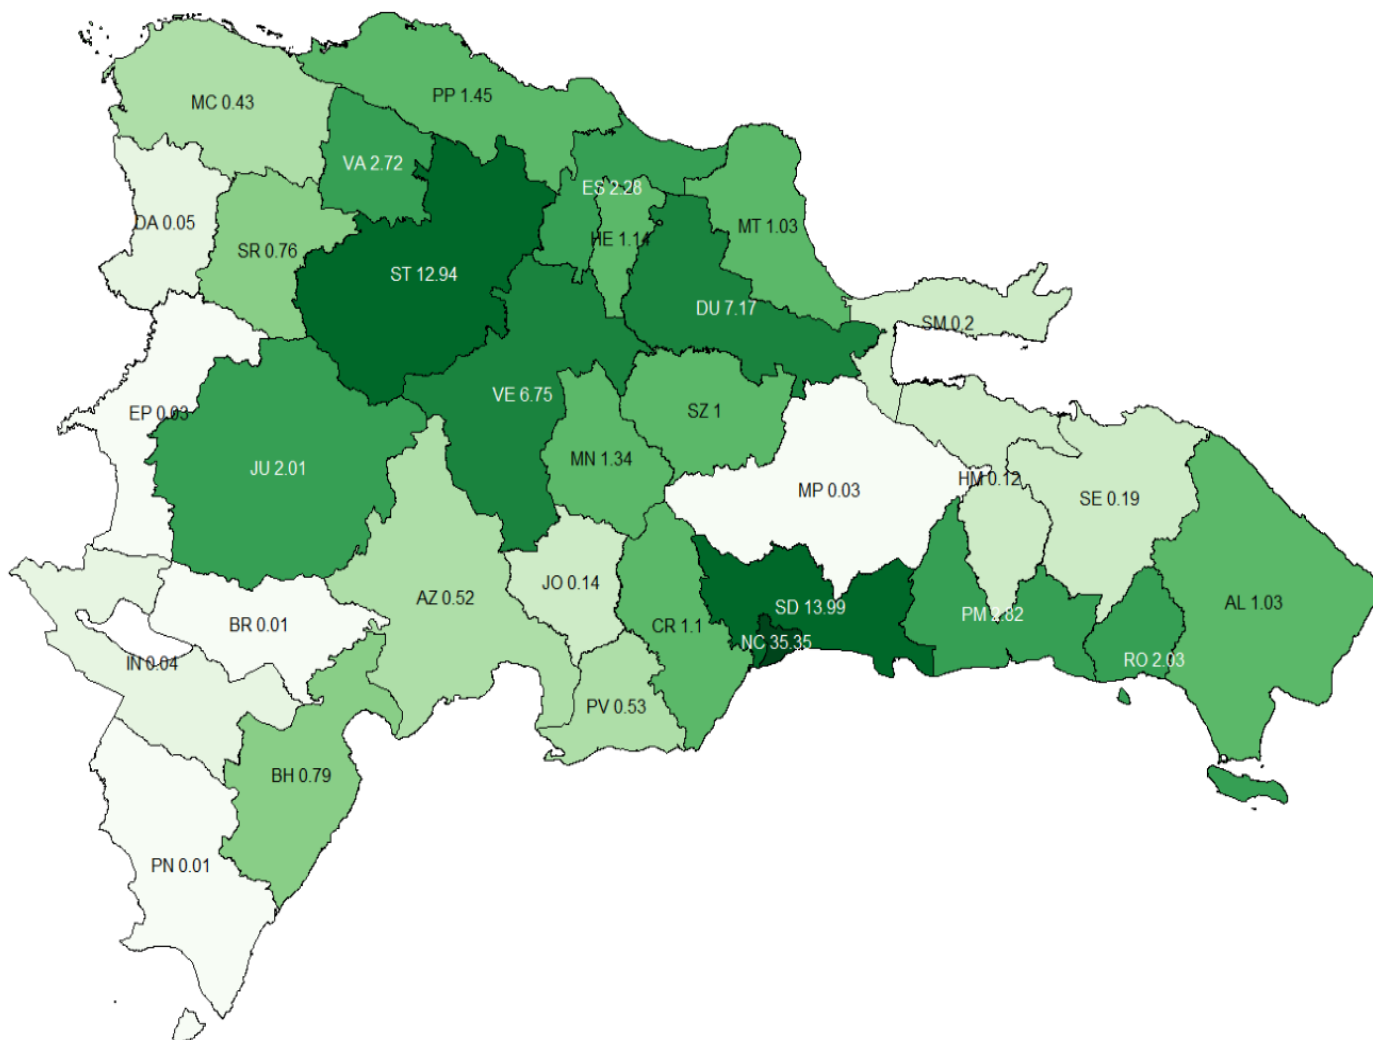 PP 1.45
MC 0.43
VA 2.72
ES 2.28
DA 0.05
MT 1.03
HE 1.14
SR 0.76
ST 12.94
DU 7.17
SM 0.2
VE 6.75
EP 0.03
SZ 1
MN 1.34
JU 2.01
HM 0.12
MP 0.03
SE 0.19
JO 0.14
AZ 0.52
AL 1.03
SD 13.99
PM 2.82
BR 0.01
CR 1.1
NC 35.35
IN 0.04
RO 2.03
PV 0.53
BH 0.79
PN 0.01